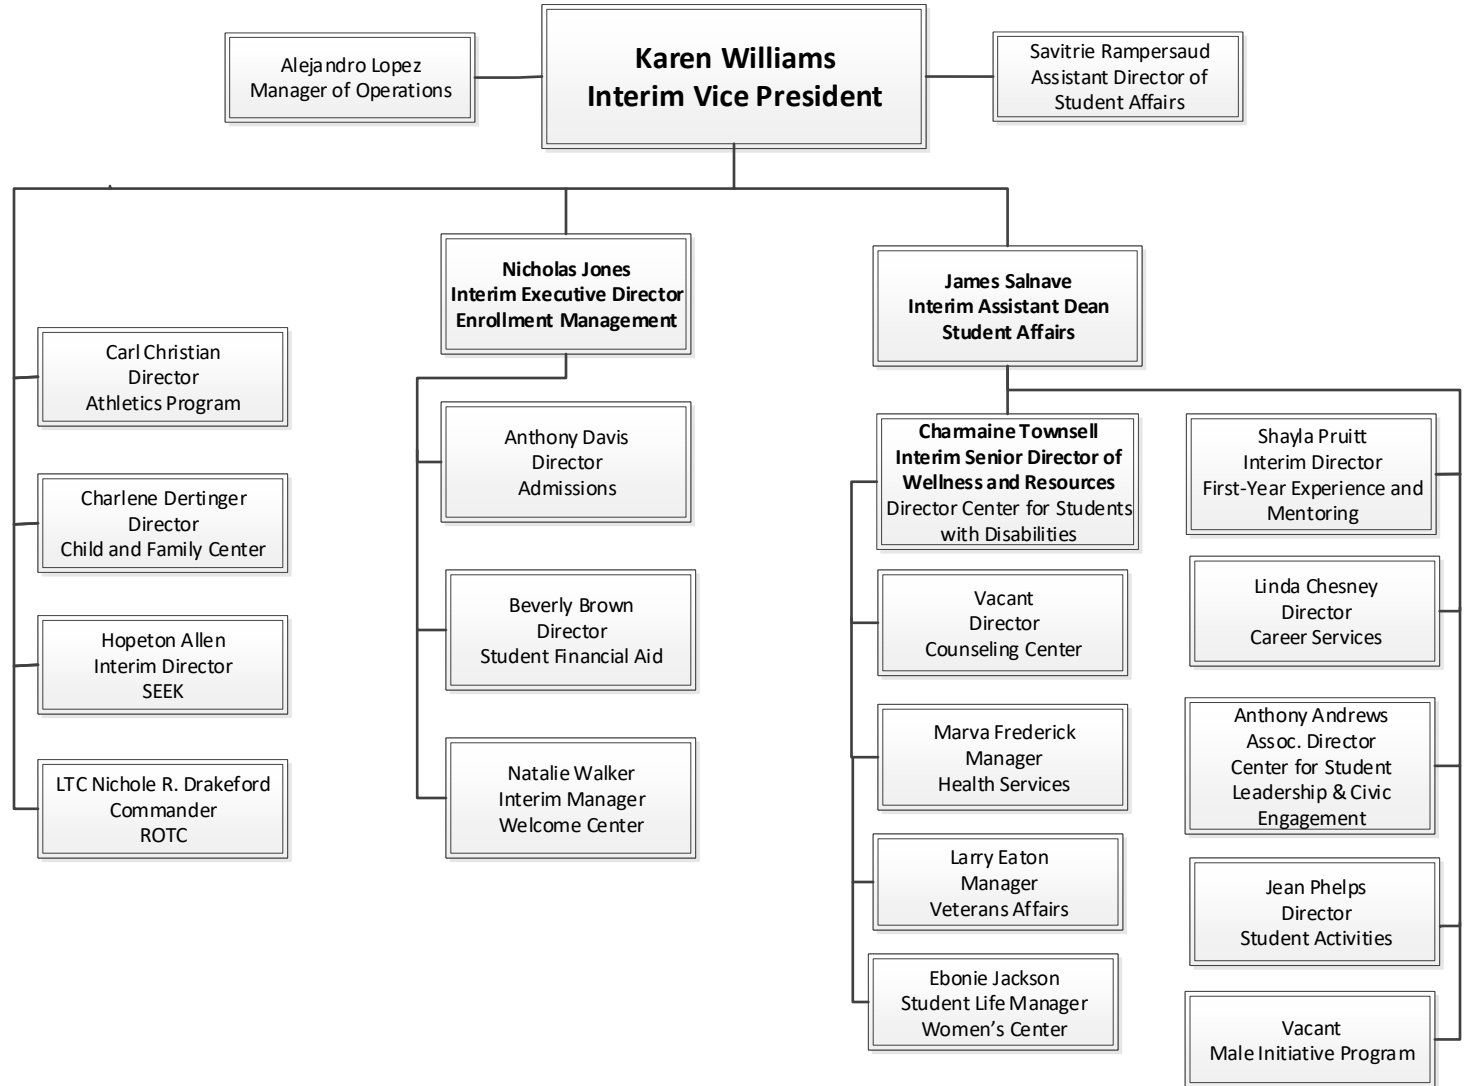 Karen Williams
Interim Vice President
Alejandro Lopez
Manager of Operations
Savitrie Rampersaud
Assistant Director of
Student Affairs
Carl Christian
Director
Athletics Program
Charlene Dertinger
Director
Child and Family Center
Hopeton Allen
Interim Director
SEEK
LTC Nichole R. Drakeford
Commander
ROTC
Nicholas Jones
Interim Executive Director
Enrollment Management
Anthony Davis
Director
Admissions
Beverly Brown
Director
Student Financial Aid
Natalie Walker
Interim Manager
Welcome Center
James Salnave
Interim Assistant Dean
Student Affairs
Charmaine Townsell
Interim Senior Director of
Wellness and Resources
Director Center for Students
with Disabilities
Vacant
Director
Counseling Center
Marva Frederick
Manager
Health Services
Larry Eaton
Manager
Veterans Affairs
Ebonie Jackson
Student Life Manager
Women’s Center
Shayla Pruitt
Interim Director
First-Year Experience and
Mentoring
Linda Chesney
Director
Career Services
Anthony Andrews
Assoc. Director
Center for Student
Leadership & Civic
Engagement
Jean Phelps
Director
Student Activities
Vacant
Male Initiative Program